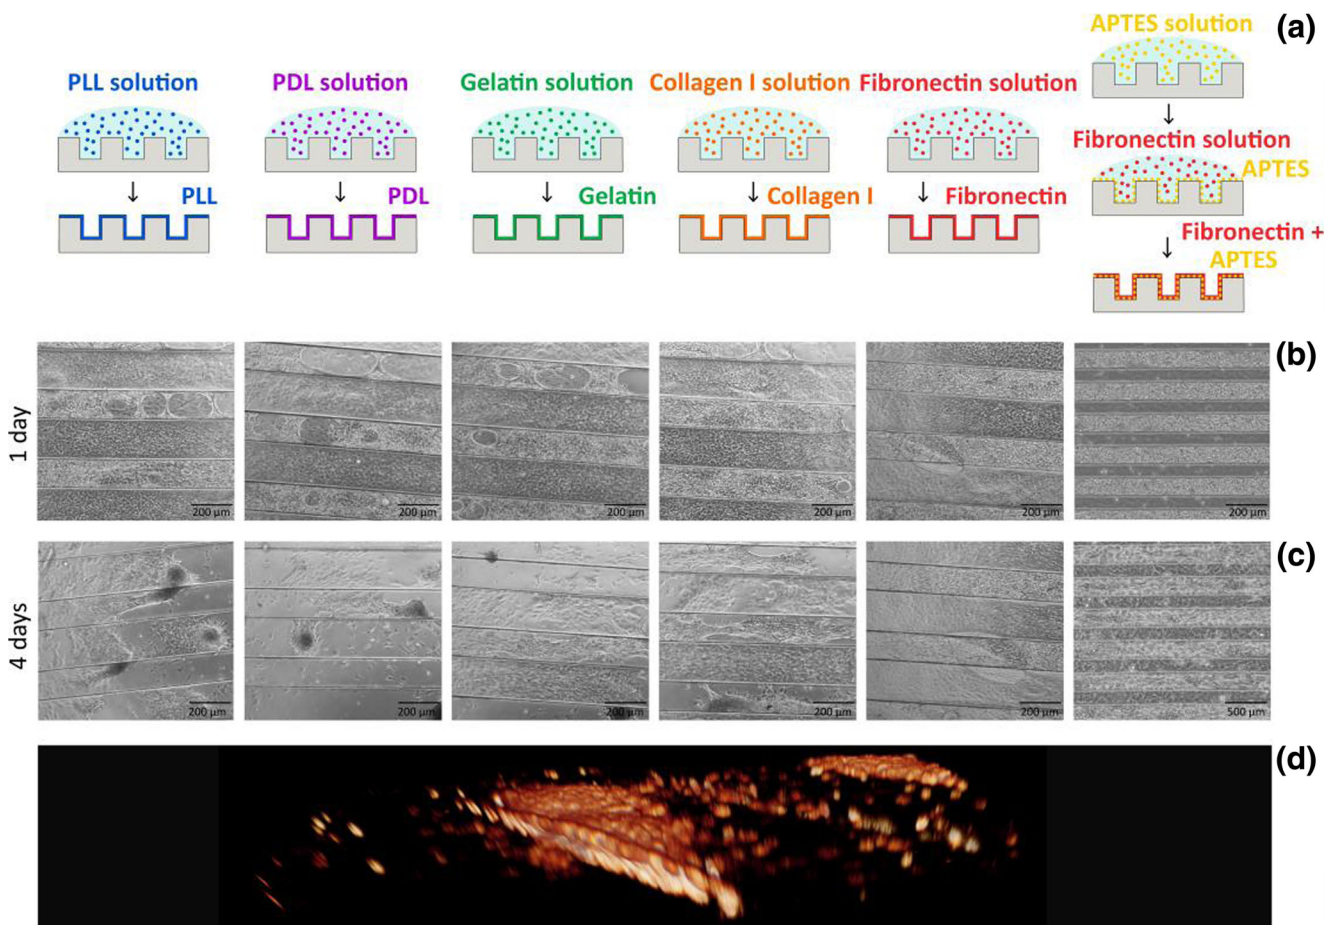 APTES solution
(a)
PLL solution
PDL solution
Gelatin solution
Collagen I solution
Fibronectin solution
Fibronectin solution
APTES
PLL
PDL
Gelatin
Collagen I
Fibronectin
Fibronectin +
APTES
(b)
1 day
200 µm
200 µm
200 µm
200 µm
200 µm
200 µm
(c)
4 days
200 µm
200 µm
200 µm
200 µm
200 µm
500 µm
(d)